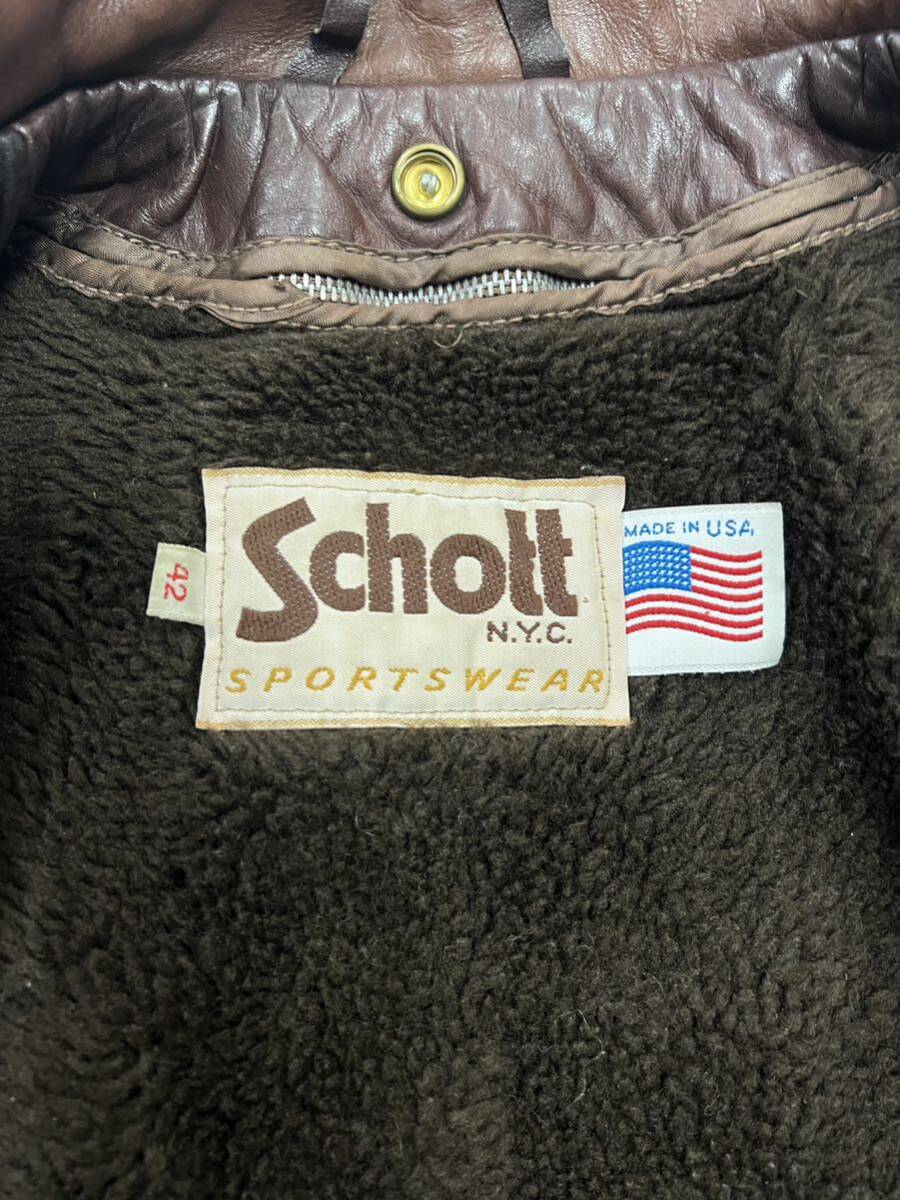 42
Schott
N.Y.C.
SPORTSWEAR
MADE IN USA